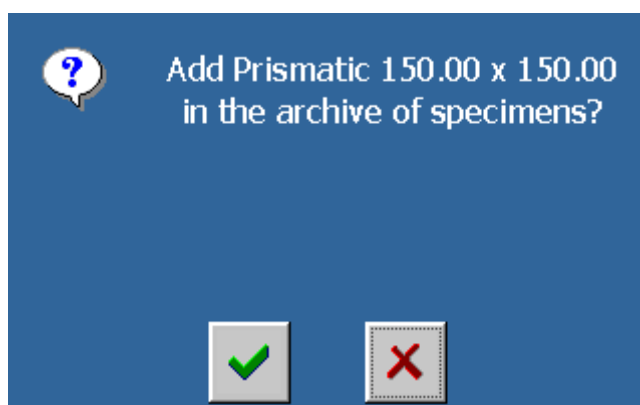 ?
Add Prismatic 150.00 x 150.00
in the archive of specimens?